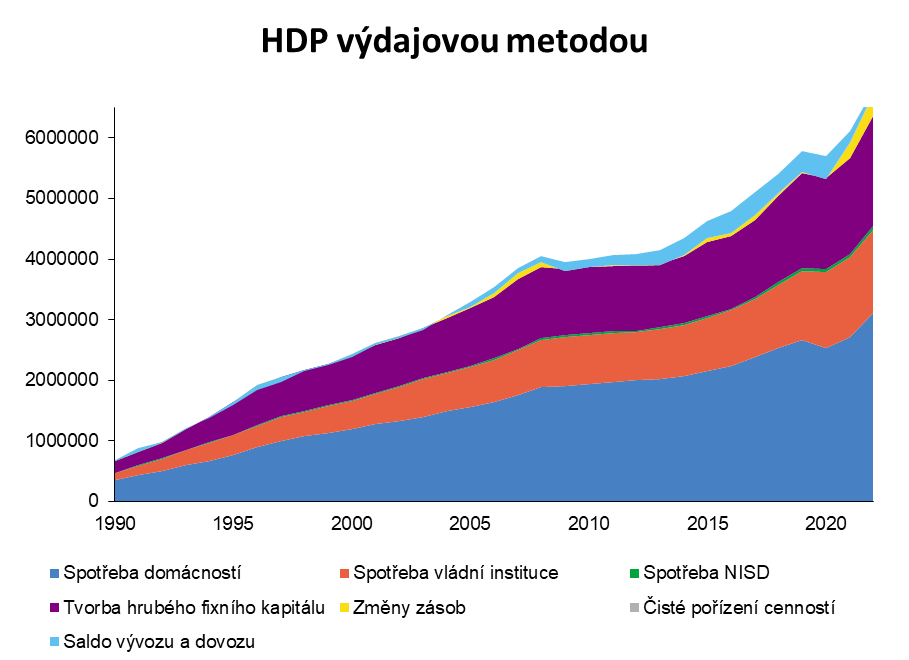 HDP výdajovou metodou
6000000
5000000
4000000
3000000
2000000
1000000
0
1990 1995 2000 2005 2010 2015 2020
Spotřeba domácností Spotřeba vládní instituce Spotřeba NISD
Tvorba hrubého fixního kapitálu Změny zásob Čisté pořízení cenností
Saldo vývozu a dovozu